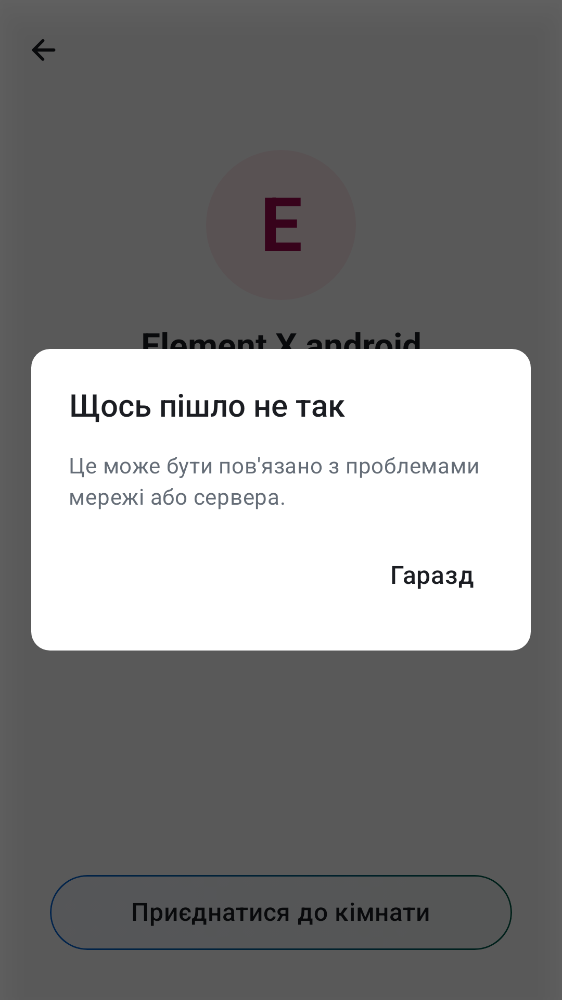 E
Element X android
Щось пішло не так
Це може бути пов'язано з проблемами
мережі або сервера.
Гаразд
Приєднатися до кімнати